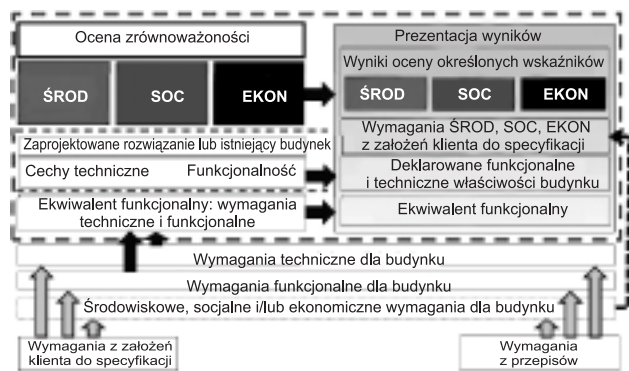 Ocena zrównoważoności
ŚROD
SOC
EKON
Zaprojektowane rozwiązanie lub istniejący budynek
Cechy techniczne
Funkcjonalność
Ekwiwalent funkcjonalny: wymagania
techniczne i funkcjonalne
Prezentacja wyników
Wyniki oceny określonych wskaźników
ŚROD
SOC
EKON
Wymagania ŚROD, SOC, EKON
z założeń klienta do specyfikacji
Deklarowane funkcjonalne
i techniczne właściwości budynku
Ekwiwalent funkcjonalny
Wymagania techniczne dla budynku
Wymagania funkcjonalne dla budynku
Środowiskowe, socjalne i/lub ekonomiczne wymagania dla budynku
Wymagania z założeń
klienta do specyfikacji
Wymagania
z przepisów